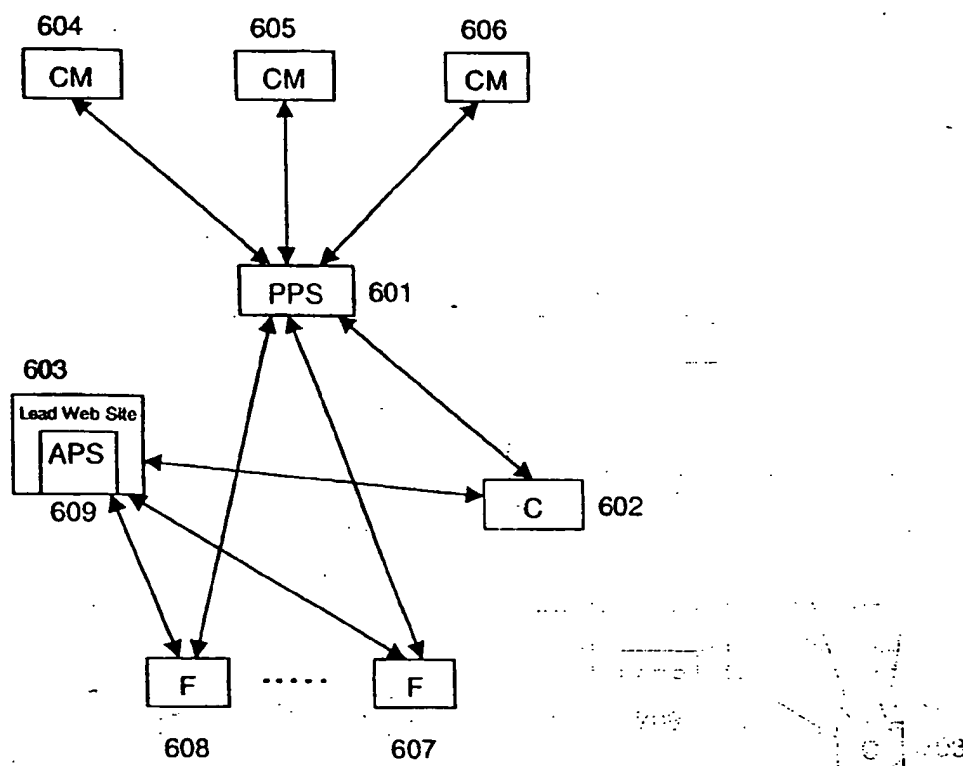 604 605 606
CM CM CM
PPS 601
603
Lead Web Site
APS
609
C 602
F ..... F
608 607